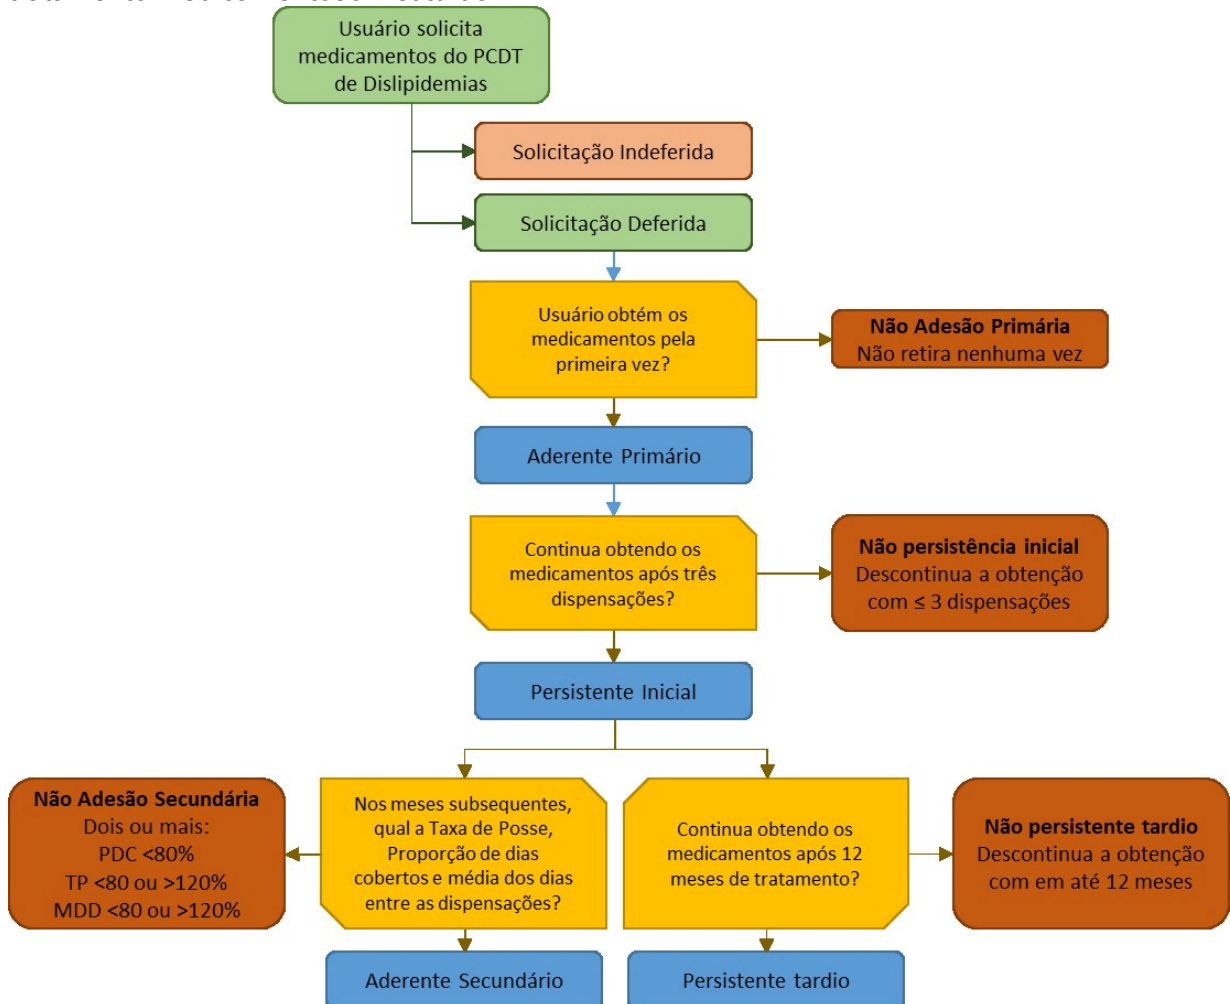 Usuário solicita
medicamentos do PCDT
de Dislipidemias
Solicitação Indeferida
Solicitação Deferida
Usuário obtém os
medicamentos pela
primeira vez?
Não Adesão Primária
Não retira nenhuma vez
Aderente Primário
Continua obtendo os
medicamentos após três
dispensações?
Não persistência inicial
Descontinua a obtenção
com ≤ 3 dispensações
Persistente Inicial
Não Adesão Secundária
Dois ou mais:
PDC <80%
TP <80 ou >120%
MDD <80 ou >120%
Nos meses subsequentes,
qual a Taxa de Posse,
Proporção de dias
cobertos e média dos dias
entre as dispensações?
Continua obtendo os
medicamentos após 12
meses de tratamento?
Não persistente tardio
Descontinua a obtenção
com em até 12 meses
Aderente Secundário
Persistente tardio